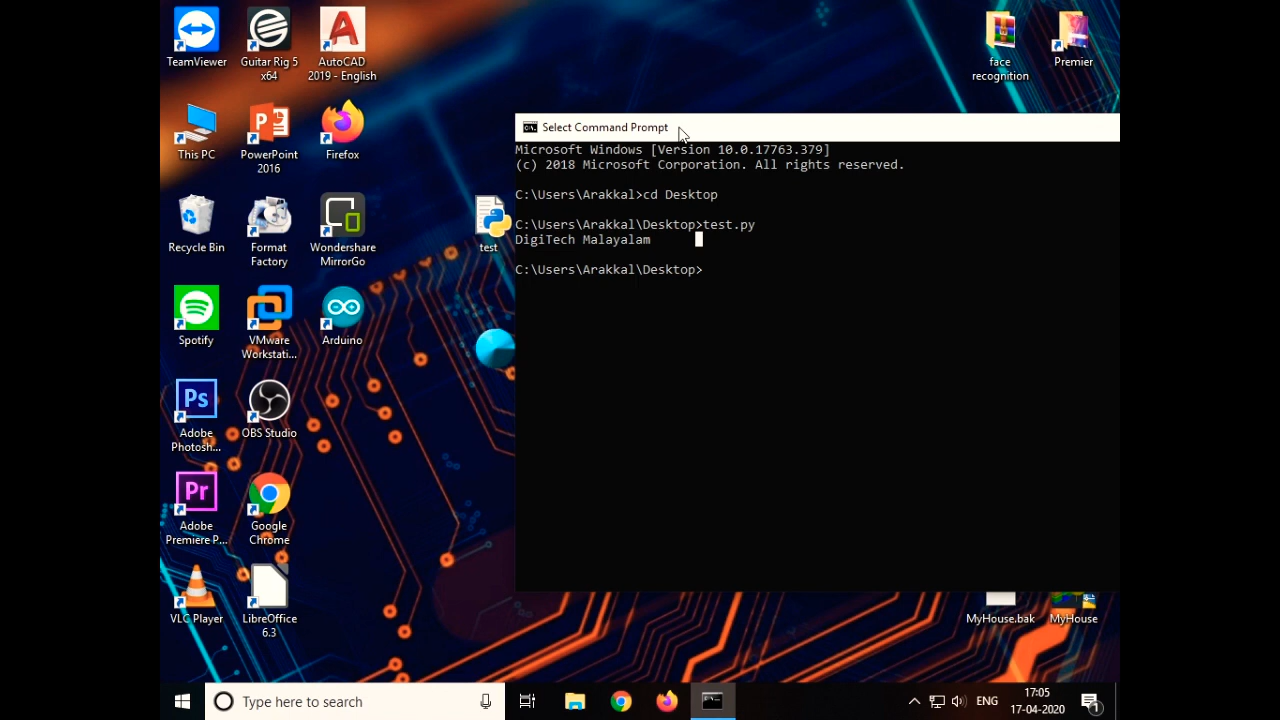 TeamViewer
Guitar Rig 5
x64
AutoCAD
2019 - English
face
recognition
Premier
This PC
PowerPoint
2016
Firefox
Recycle Bin
Format
Factory
Wondershare
MirrorGo
test
Spotify
VMware
Workstati...
Arduino
Ps
Adobe
Photosh...
OBS Studio
Pr
Adobe
Premiere P...
Google
Chrome
VLC Player
LibreOffice
6.3
Select Command Prompt
Microsoft Windows [Version 10.0.17763.379]
(c) 2018 Microsoft Corporation. All rights reserved.
C:\Users\Arakkal>cd Desktop
C:\Users\Arakkal\Desktop>test.py
DigiTech Malayalam
C:\Users\Arakkal\Desktop>
MyHouse.bak
MyHouse
Type here to search
ENG
17:05
17-04-2020
1